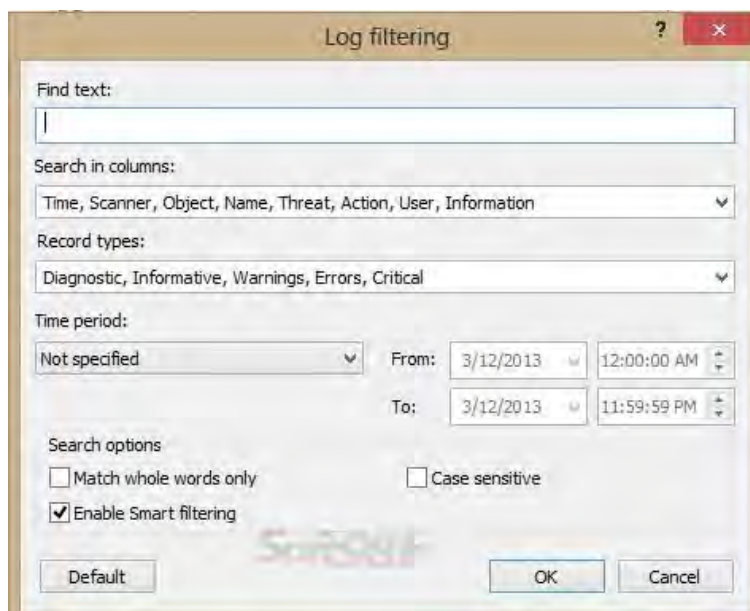 Log filtering ?
Find text:
Search in columns:
Time, Scanner, Object, Name, Threat, Action, User, Information
Record types:
Diagnostic, Informative, Warnings, Errors, Critical
Time period:
Not specified From: 3/12/2013 12:00:00 AM
To: 3/12/2013 11:59:59 PM
Search options
Match whole words only Case sensitive
Enable Smart filtering
Default OK Cancel